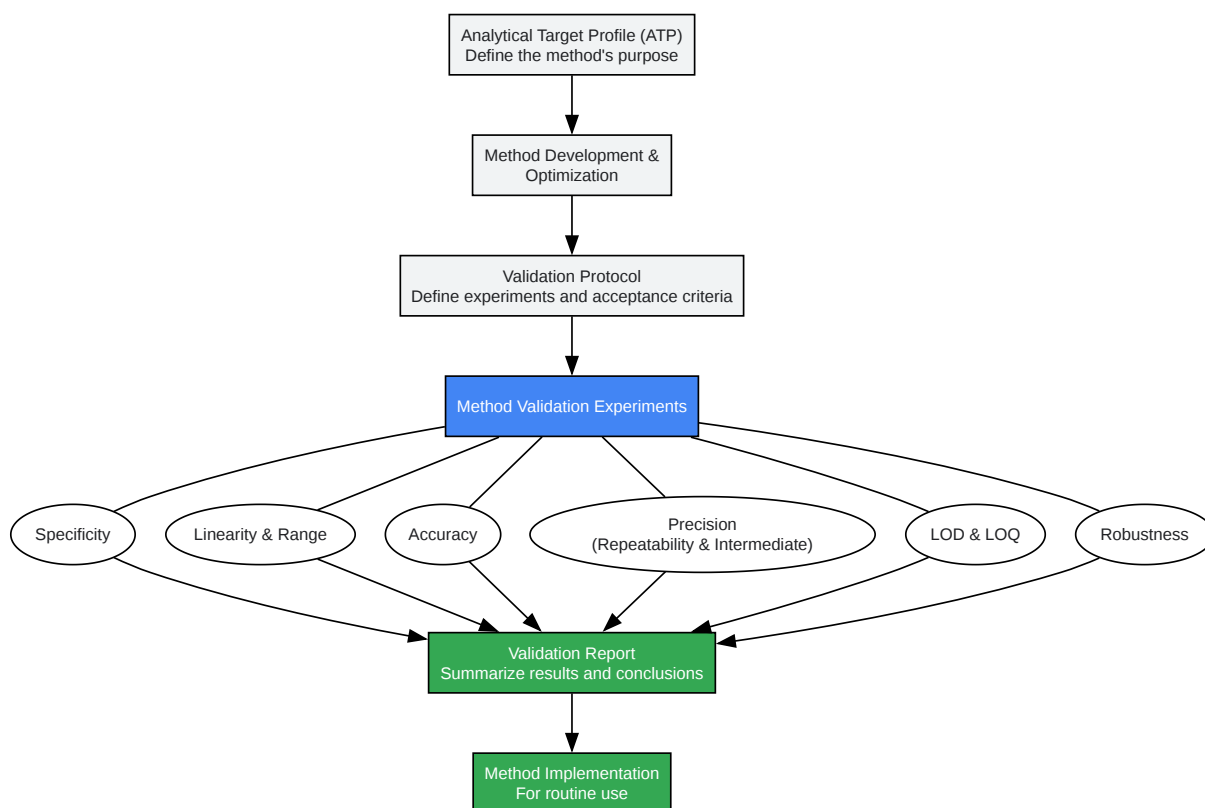 Analytical Target Profile (ATP)
Define the method's purpose
Method Development &
Optimization
Validation Protocol
Define experiments and acceptance criteria
Method Validation Experiments
Specificity
Linearity & Range
Accuracy
Precision
(Repeatability & Intermediate)
LOD & LOQ
Robustness
Validation Report
Summarize results and conclusions
Method Implementation
For routine use